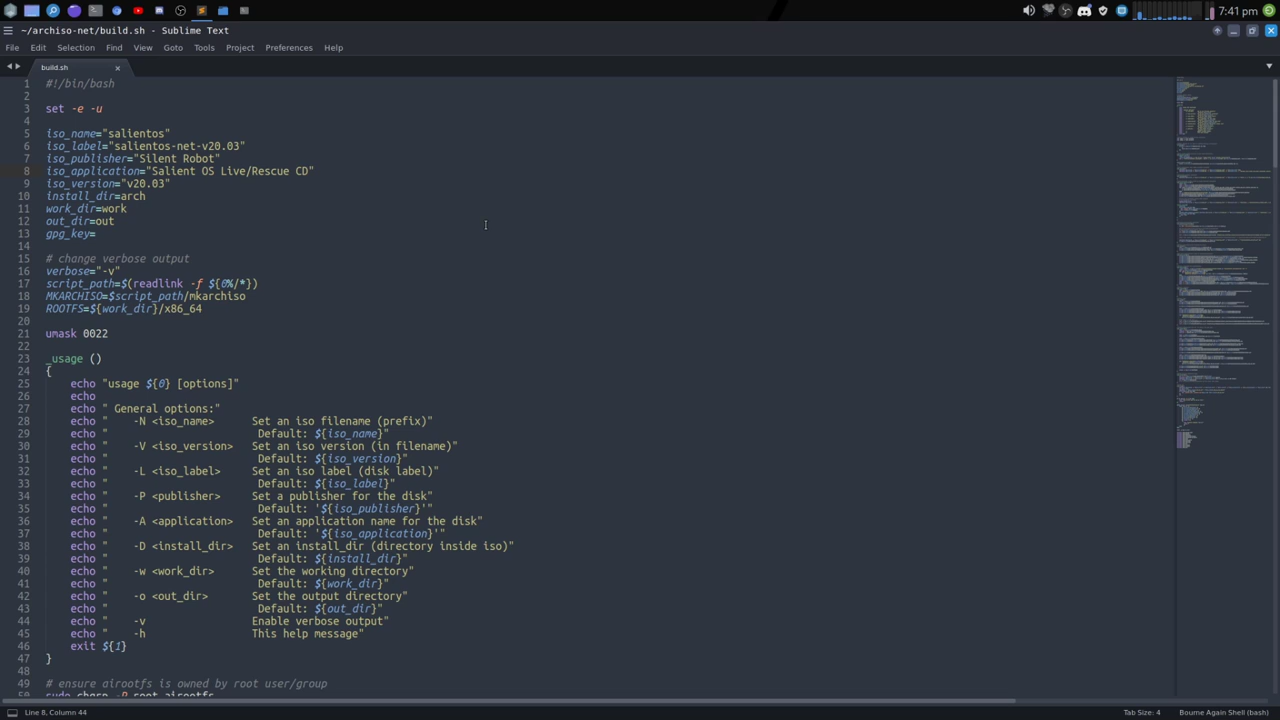 7:41 pm
~/archiso-net/build.sh - Sublime Text
File Edit Selection Find View Goto Tools Project Preferences Help
build.sh
1 #!/bin/bash
2
3 set -e -u
4
5 iso_name="salientos"
6 iso_label="salientos-net-v20.03"
7 iso_publisher="Silent Robot"
8 iso_application="Salient OS Live/Rescue CD"
9 iso_version="v20.03"
10 install_dir=arch
11 work_dir=work
12 out_dir=out
13 gpg_key=
14
15 # change verbose output
16 verbose="-v"
17 script_path=$(readlink -f ${0%/*})
18 MKARCHISO=$script_path/mkarchiso
19 ROOTFS=${work_dir}/x86_64
20
21 umask 0022
22
23 _usage ()
24 {
25     echo "usage ${0} [options]"
26     echo
27     echo " General options:"
28     echo "    -N <iso_name>      Set an iso filename (prefix)"
29     echo "                        Default: ${iso_name}"
30     echo "    -V <iso_version>   Set an iso version (in filename)"
31     echo "                        Default: ${iso_version}"
32     echo "    -L <iso_label>     Set an iso label (disk label)"
33     echo "                        Default: ${iso_label}"
34     echo "    -P <publisher>     Set a publisher for the disk"
35     echo "                        Default: '${iso_publisher}'"
36     echo "    -A <application>   Set an application name for the disk"
37     echo "                        Default: '${iso_application}'"
38     echo "    -D <install_dir>   Set an install_dir (directory inside iso)"
39     echo "                        Default: ${install_dir}"
40     echo "    -w <work_dir>      Set the working directory"
41     echo "                        Default: ${work_dir}"
42     echo "    -o <out_dir>       Set the output directory"
43     echo "                        Default: ${out_dir}"
44     echo "    -v                 Enable verbose output"
45     echo "    -h                 This help message"
46     exit ${1}
47 }
48
49 # ensure airootfs is owned by root user/group
50 sudo chgrp -R root airootfs
Line 8, Column 44
Tab Size: 4
Bourne Again Shell (bash)